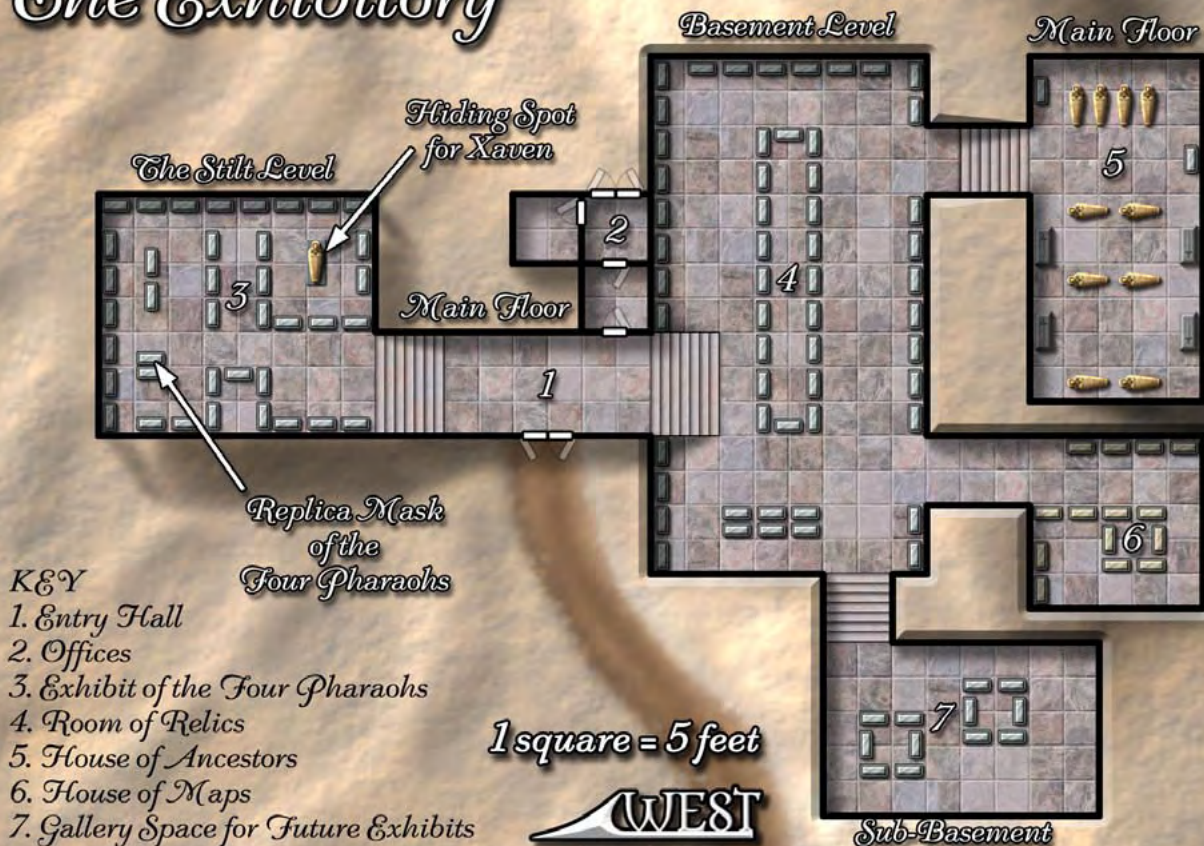 The Exhibitory
Basement Level
Main Floor
Hiding Spot
for Xaven
The Stilt Level
5
2
3
4
Main Floor
1
Replica Mask
of the
Four Pharaohs
6
KEY
1. Entry Hall
2. Offices
3. Exhibit of the Four Pharaohs
4. Room of Relics
5. House of Ancestors
6. House of Maps
7. Gallery Space for Future Exhibits
1 square = 5 feet
7
WEST
Sub-Basement